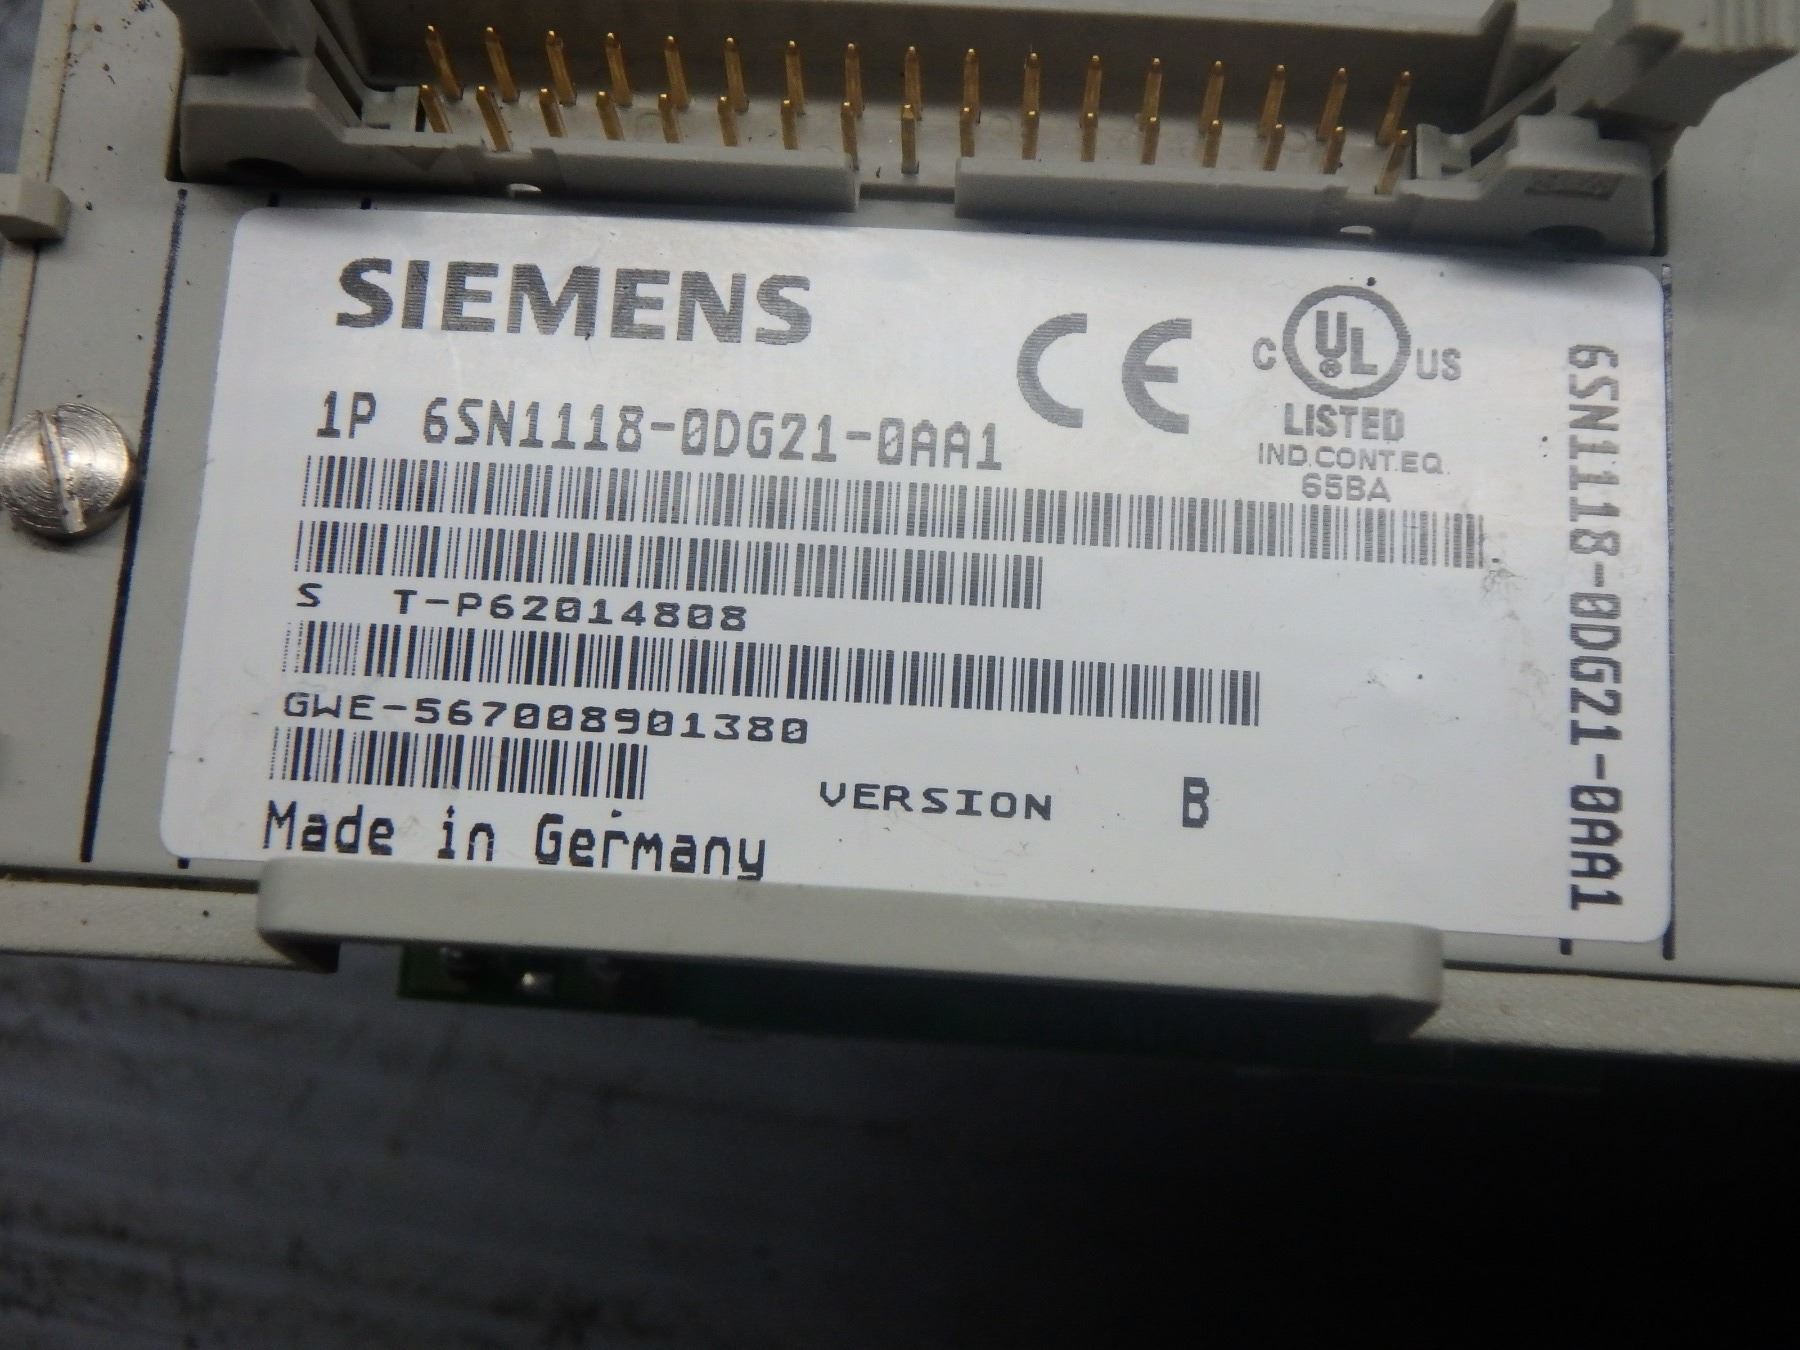 SIEMENS
CE
C UL ® US
LISTED
IND.CONT.EQ.
65BA
1P 6SN1118-0DG21-0AA1
S T-P62014808
GWE-567008901380
VERSION B
Made in Germany
6SN1118-0DG21-0AA1